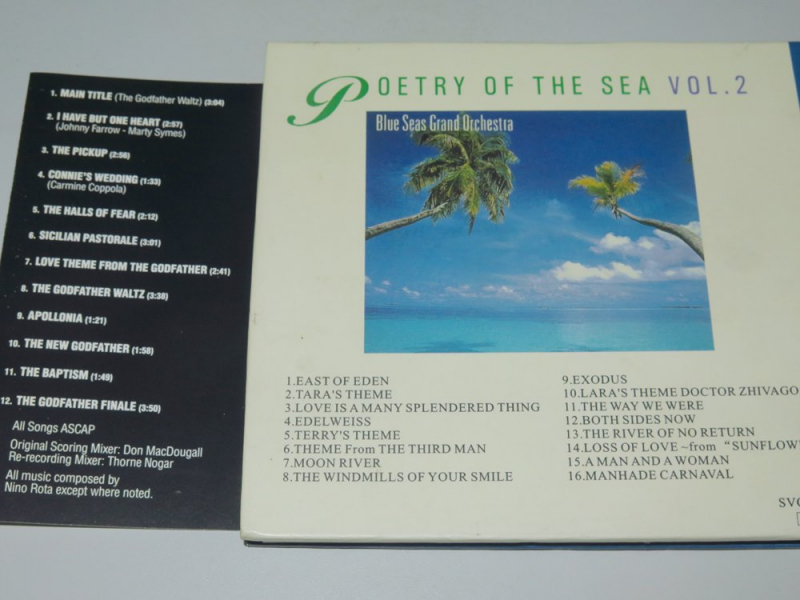 1. MAIN TITLE (The Godfather Waltz) (3:04)
2. I HAVE BUT ONE HEART (2:57)
(Johnny Farrow - Marty Symes)
3. THE PICKUP (2:56)
4. CONNIE'S WEDDING (1:33)
(Carmine Coppola)
5. THE HALLS OF FEAR (2:12)
6. SICILIAN PASTORALE (3:01)
7. LOVE THEME FROM THE GODFATHER (2:41)
8. THE GODFATHER WALTZ (3:38)
9. APOLLONIA (1:21)
10. THE NEW GODFATHER (1:58)
11. THE BAPTISM (1:49)
12. THE GODFATHER FINALE (3:50)
All Songs ASCAP
Original Scoring Mixer: Don MacDougall
Re-recording Mixer: Thorne Nogar
All music composed by
Nino Rota except where noted.
POETRY OF THE SEA VOL.2
Blue Seas Grand Orchestra
1.EAST OF EDEN
2.TARA'S THEME
3.LOVE IS A MANY SPLENDERED THING
4.EDELWEISS
5.TERRY'S THEME
6.THEME From THE THIRD MAN
7.MOON RIVER
8.THE WINDMILLS OF YOUR SMILE
9.EXODUS
10.LARA'S THEME DOCTOR ZHIVAGO
11.THE WAY WE WERE
12.BOTH SIDES NOW
13.THE RIVER OF NO RETURN
14.LOSS OF LOVE ~from "SUNFLOW
15.A MAN AND A WOMAN
16.MANHADE CARNAVAL